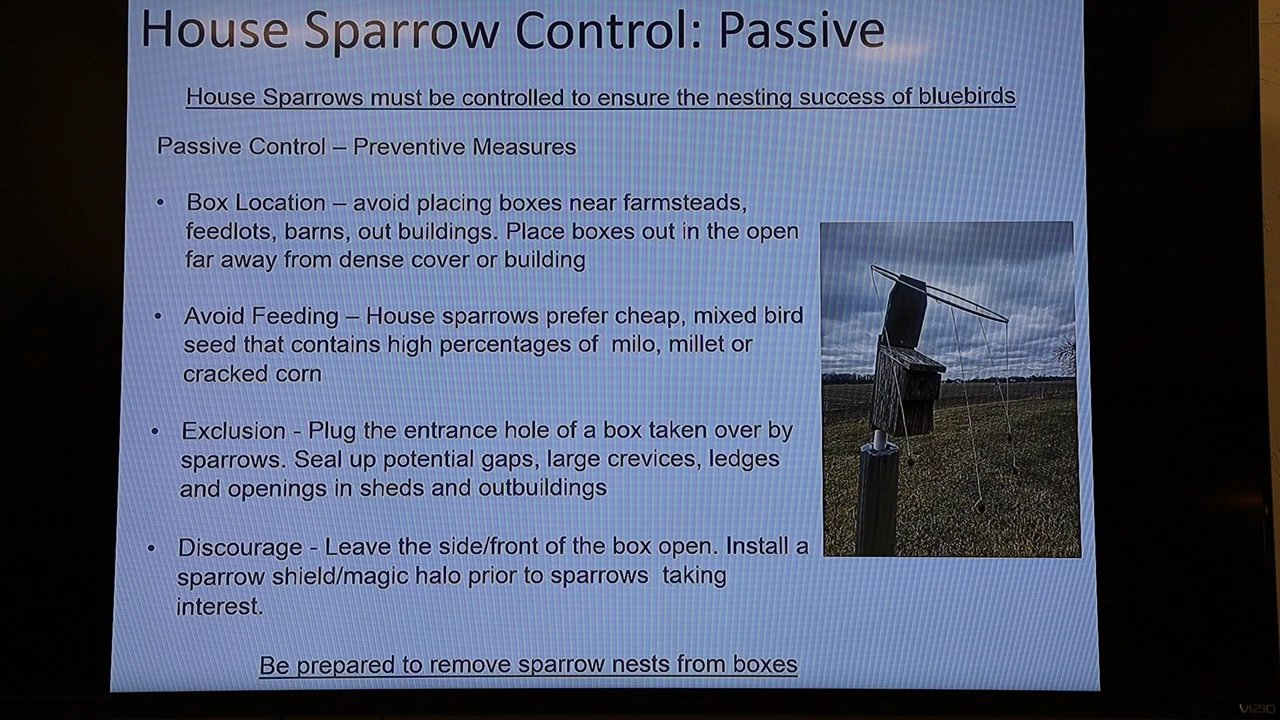 House Sparrow Control: Passive
House Sparrows must be controlled to ensure the nesting success of bluebirds
Passive Control – Preventive Measures
• Box Location – avoid placing boxes near farmsteads,
feedlots, barns, out buildings. Place boxes out in the open
far away from dense cover or building
• Avoid Feeding – House sparrows prefer cheap, mixed bird
seed that contains high percentages of milo, millet or
cracked corn
• Exclusion - Plug the entrance hole of a box taken over by
sparrows. Seal up potential gaps, large crevices, ledges
and openings in sheds and outbuildings
• Discourage - Leave the side/front of the box open. Install a
sparrow shield/magic halo prior to sparrows taking
interest.
Be prepared to remove sparrow nests from boxes
VIZIO